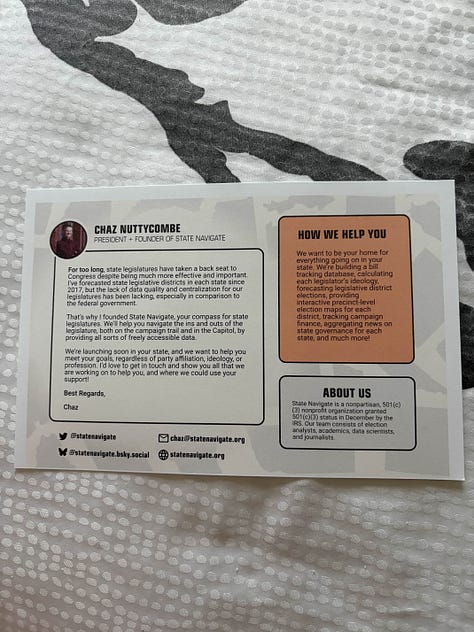 CHAZ NUTTYCOMBE
PRESIDENT + FOUNDER OF STATE NAVIGATE
For too long, state legislatures have taken a back seat to
Congress despite being much more effective and important.
I've forecasted state legislative districts in each state since
2017, but the lack of data quality and centralization for our
legislatures has been lacking, especially in comparison to
the federal government.
That's why I founded State Navigate, your compass for state
legislatures. We'll help you navigate the ins and outs of the
legislature, both on the campaign trail and in the Capitol, by
providing all sorts of freely accessible data.
We're launching soon in your state, and we want to help you
meet your goals, regardless of party affiliation, ideology, or
profession. I'd love to get in touch and show you all that we
are working on to help you, and where we could use your
support!
Best Regards,
Chaz
@statenavigate
chaz@statenavigate.org
@statenavigate.bsky.social
statenavigate.org
HOW WE HELP YOU
We want to be your home for
everything going on in your
state. We're building a bill
tracking database, calculating
each legislator's ideology,
forecasting legislative district
elections, providing
interactive precinct-level
election maps for each
district, tracking campaign
finance, aggregating news on
state governance for each
state, and much more!
ABOUT US
State Navigate is a nonpartisan, 501(c)
(3) nonprofit organization granted
501(c)(3) status in December by the
IRS. Our team consists of election
analysts, academics, data scientists,
and journalists.